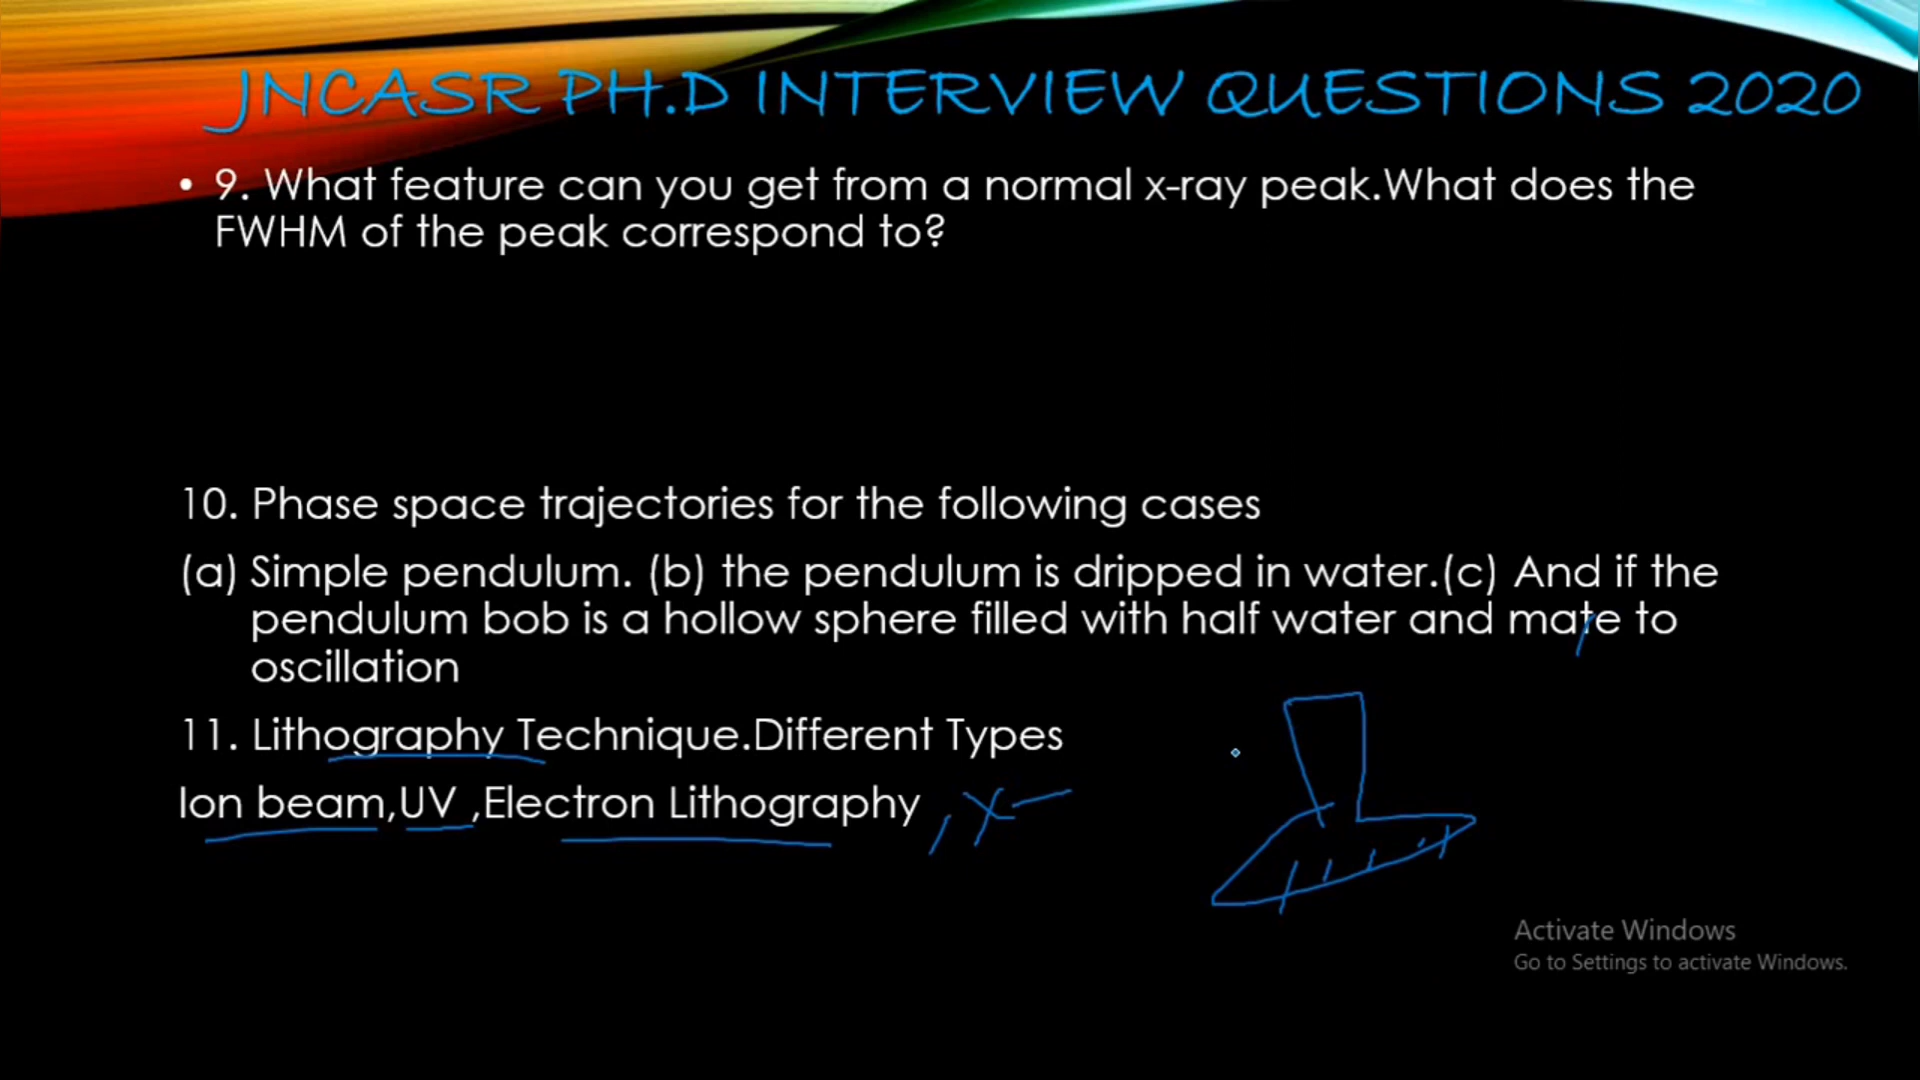 JNCASR PH.D INTERVIEW QUESTIONS 2020
• 9. What feature can you get from a normal x-ray peak.What does the
FWHM of the peak correspond to?
10. Phase space trajectories for the following cases
(a) Simple pendulum. (b) the pendulum is dripped in water.(c) And if the
pendulum bob is a hollow sphere filled with half water and mate to
oscillation
11. Lithography Technique.Different Types
Ion beam,UV ,Electron Lithography , X-
Activate Windows
Go to Settings to activate Windows.